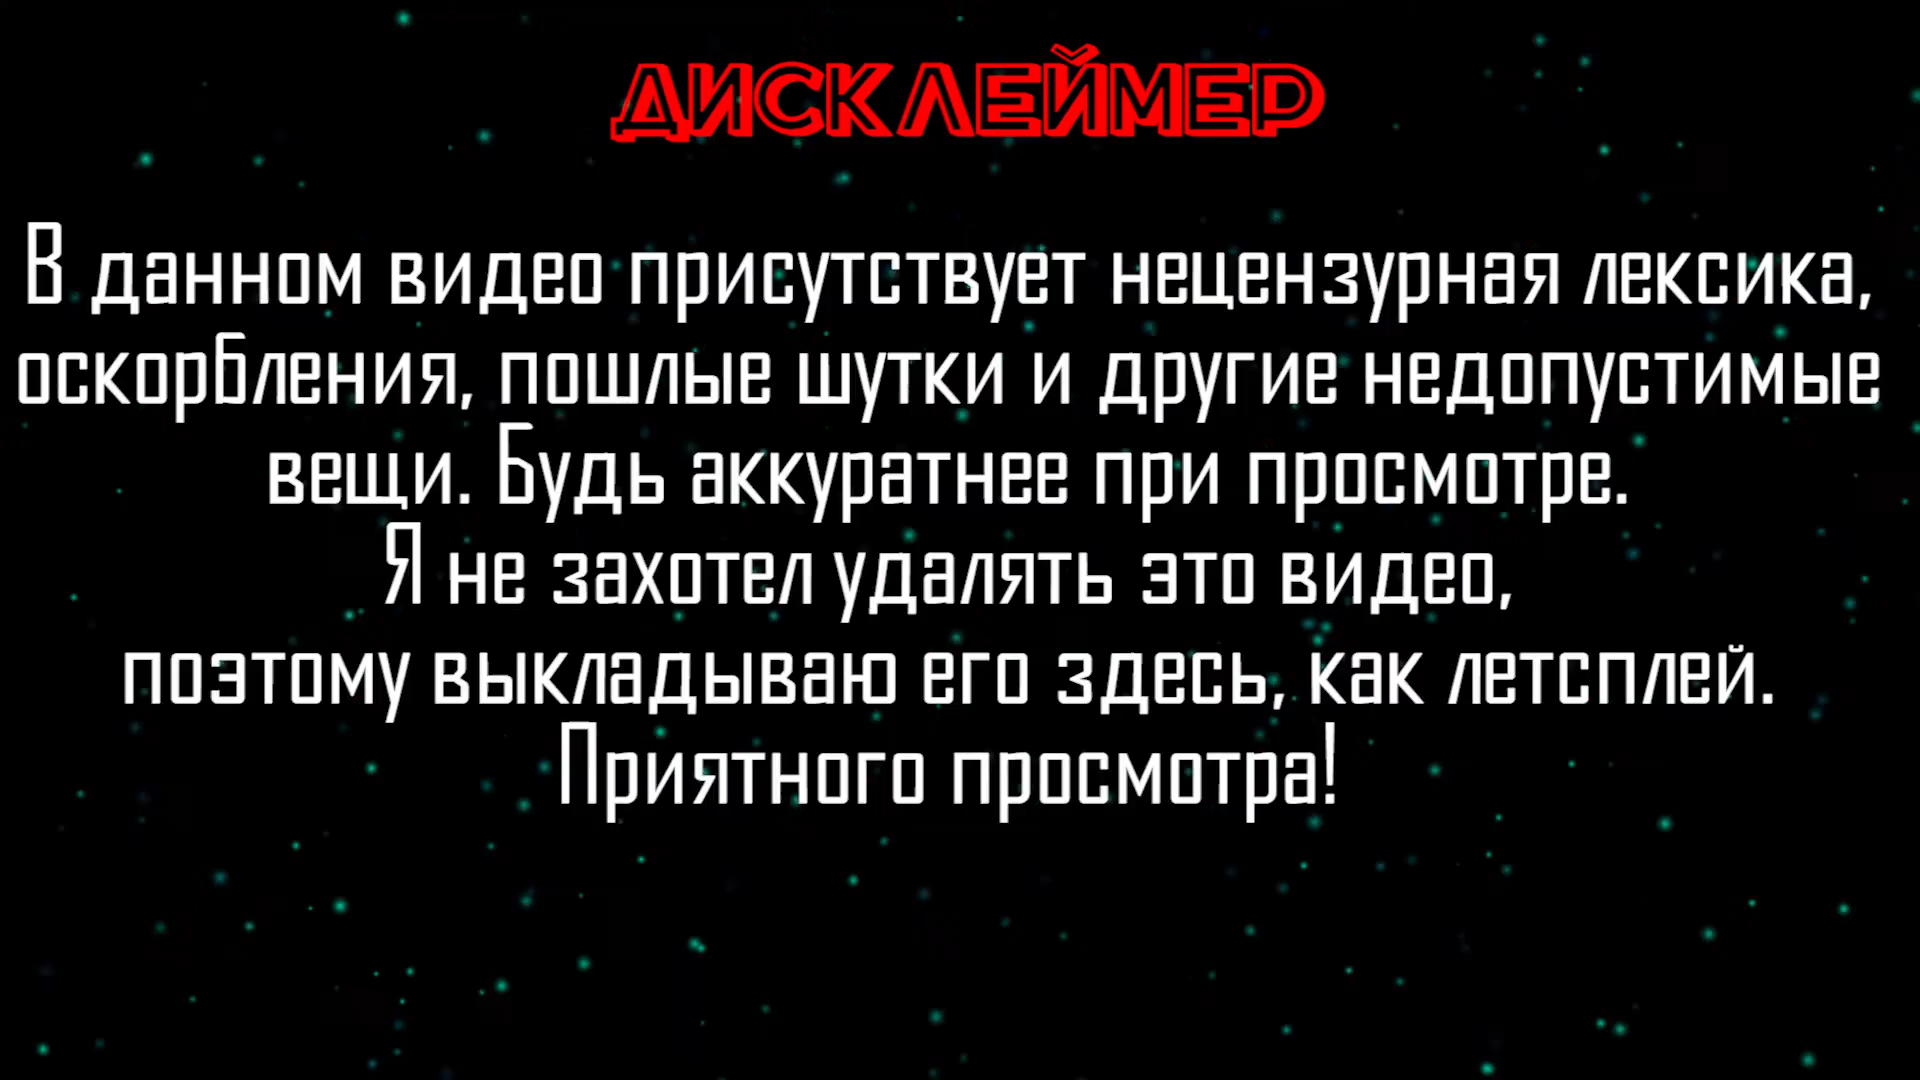 ДИСКЛЕЙМЕР
В данном видео присутствует нецензурная лексика,
оскорбления, пошлые шутки и другие недопустимые
вещи. Будь аккуратнее при просмотре.
Я не захотел удалять это видео,
поэтому выкладываю его здесь, как летсплей.
Приятного просмотра!